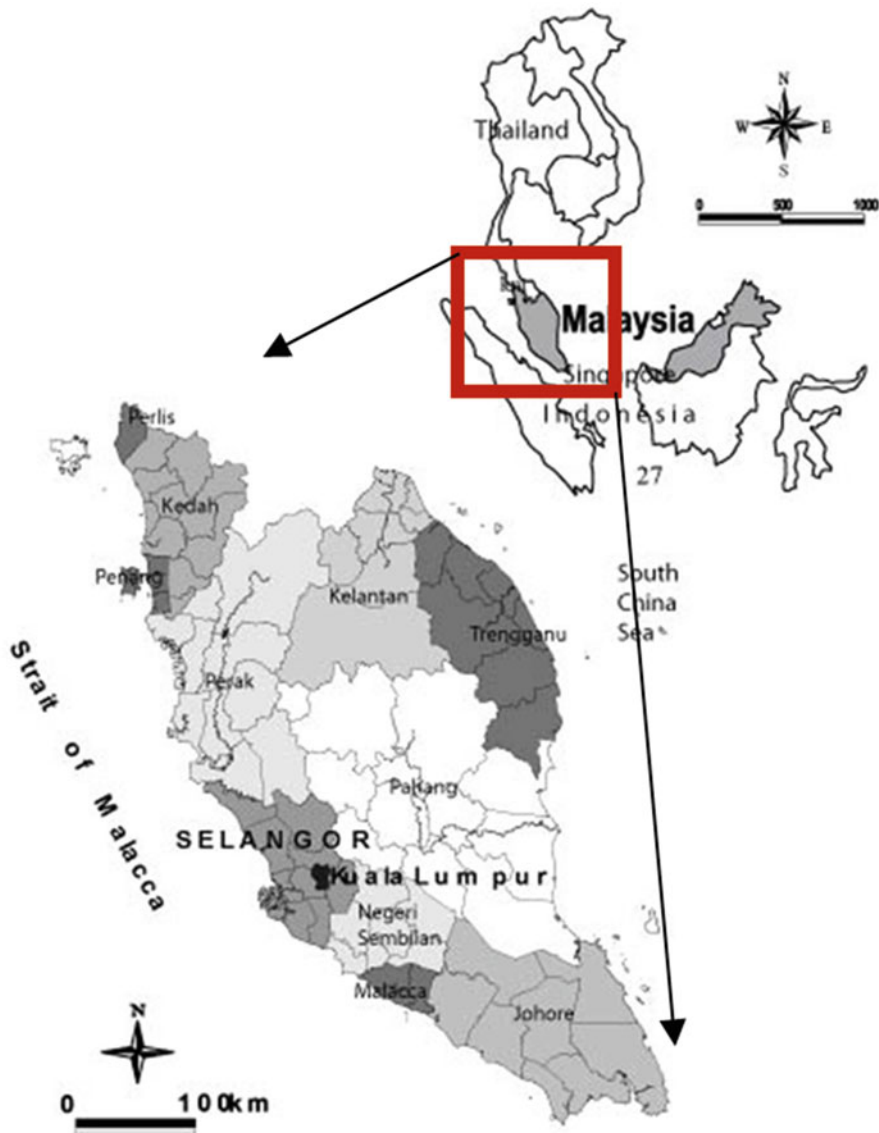 N
Thailand
W E
S
0 500 1000
Malaysia
Singapore
Indonesia
27
Perlis
Kedah
Penang
Kelantan
South
China
Sea
Trengganu
Perak
Strait of Malacca
Pahang
SELANGOR
Kuala Lumpur
Negeri
Sembilan
Malacca
Johore
N
0 100km